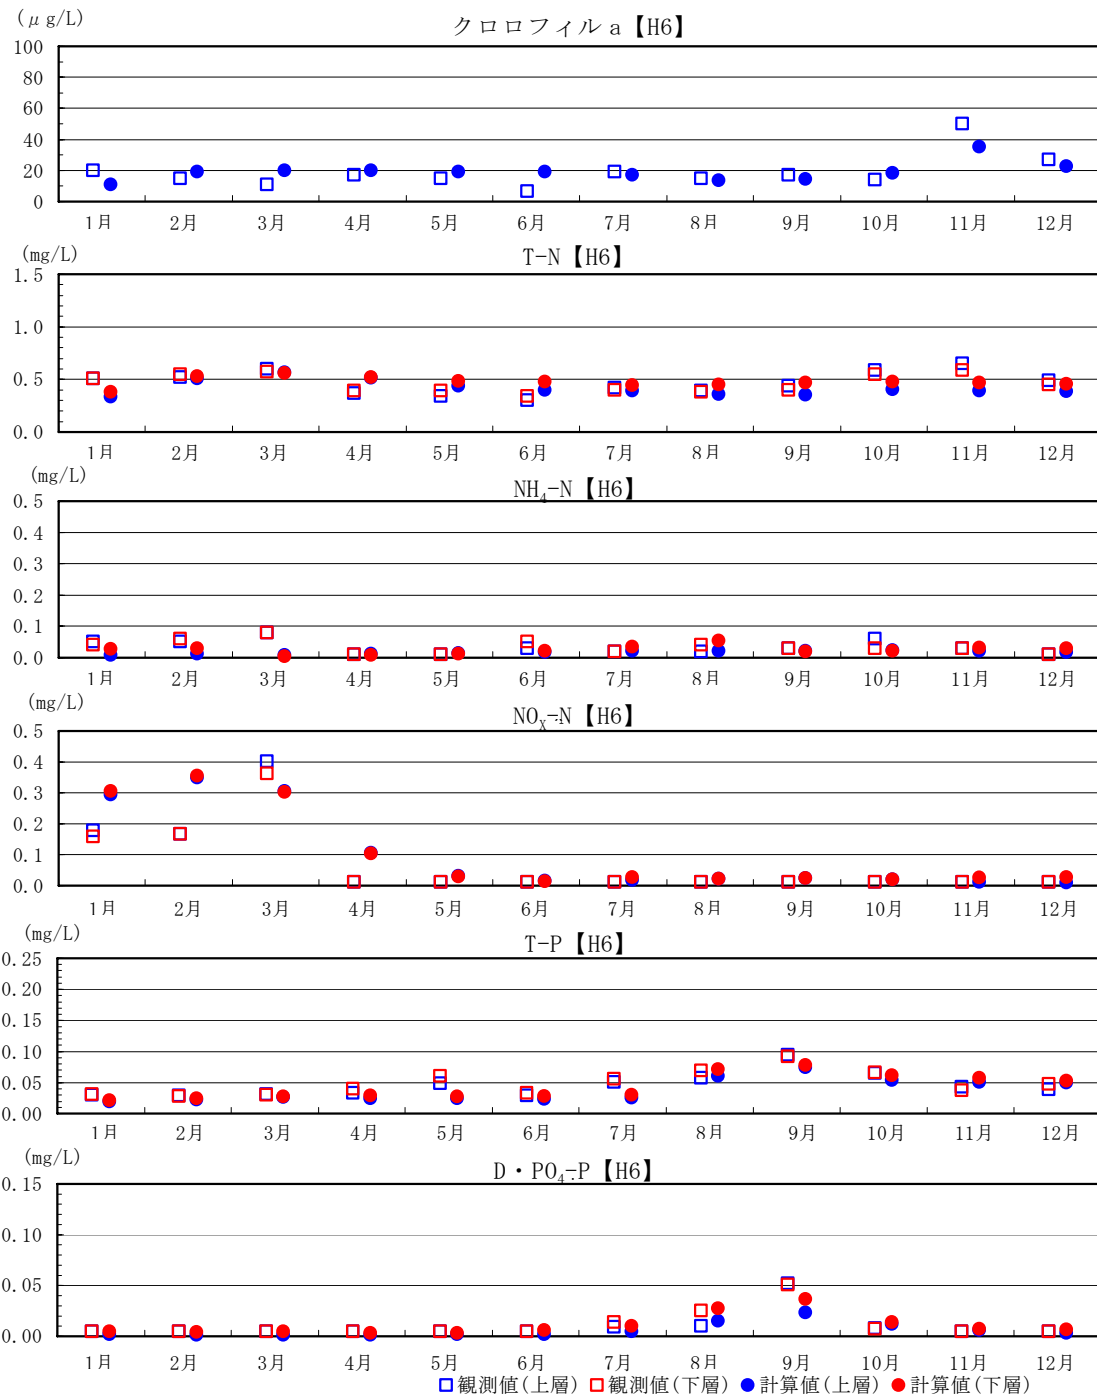 (μg/L)
クロロフィルa【H6】
100
80
60
40
20
0
1月 2月 3月 4月 5月 6月 7月 8月 9月 10月 11月 12月
(mg/L)
T-N【H6】
1.5
1.0
0.5
0.0
1月 2月 3月 4月 5月 6月 7月 8月 9月 10月 11月 12月
(mg/L)
NH₄-N【H6】
0.5
0.4
0.3
0.2
0.1
0.0
1月 2月 3月 4月 5月 6月 7月 8月 9月 10月 11月 12月
(mg/L)
NOₓ-N【H6】
0.5
0.4
0.3
0.2
0.1
0.0
1月 2月 3月 4月 5月 6月 7月 8月 9月 10月 11月 12月
(mg/L)
T-P【H6】
0.25
0.20
0.15
0.10
0.05
0.00
1月 2月 3月 4月 5月 6月 7月 8月 9月 10月 11月 12月
(mg/L)
D・PO₄-P【H6】
0.15
0.10
0.05
0.00
1月 2月 3月 4月 5月 6月 7月 8月 9月 10月 11月 12月
観測値(上層) 観測値(下層) 計算値(上層) 計算値(下層)